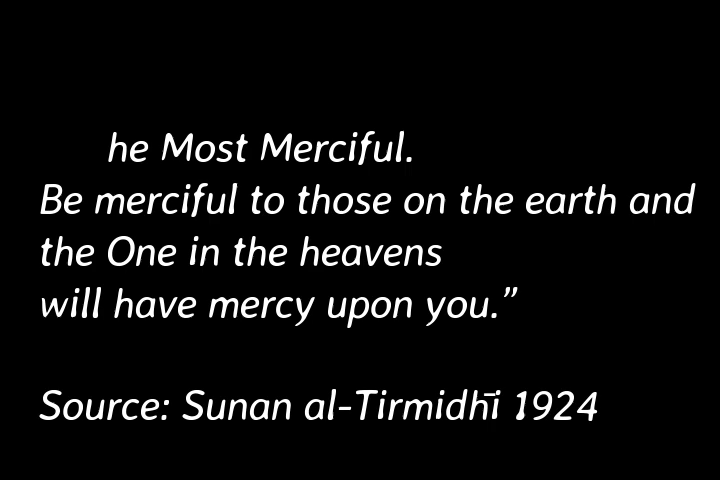 he Most Merciful.
Be merciful to those on the earth and
the One in the heavens
will have mercy upon you.”
Source: Sunan al-Tirmidhī 1924